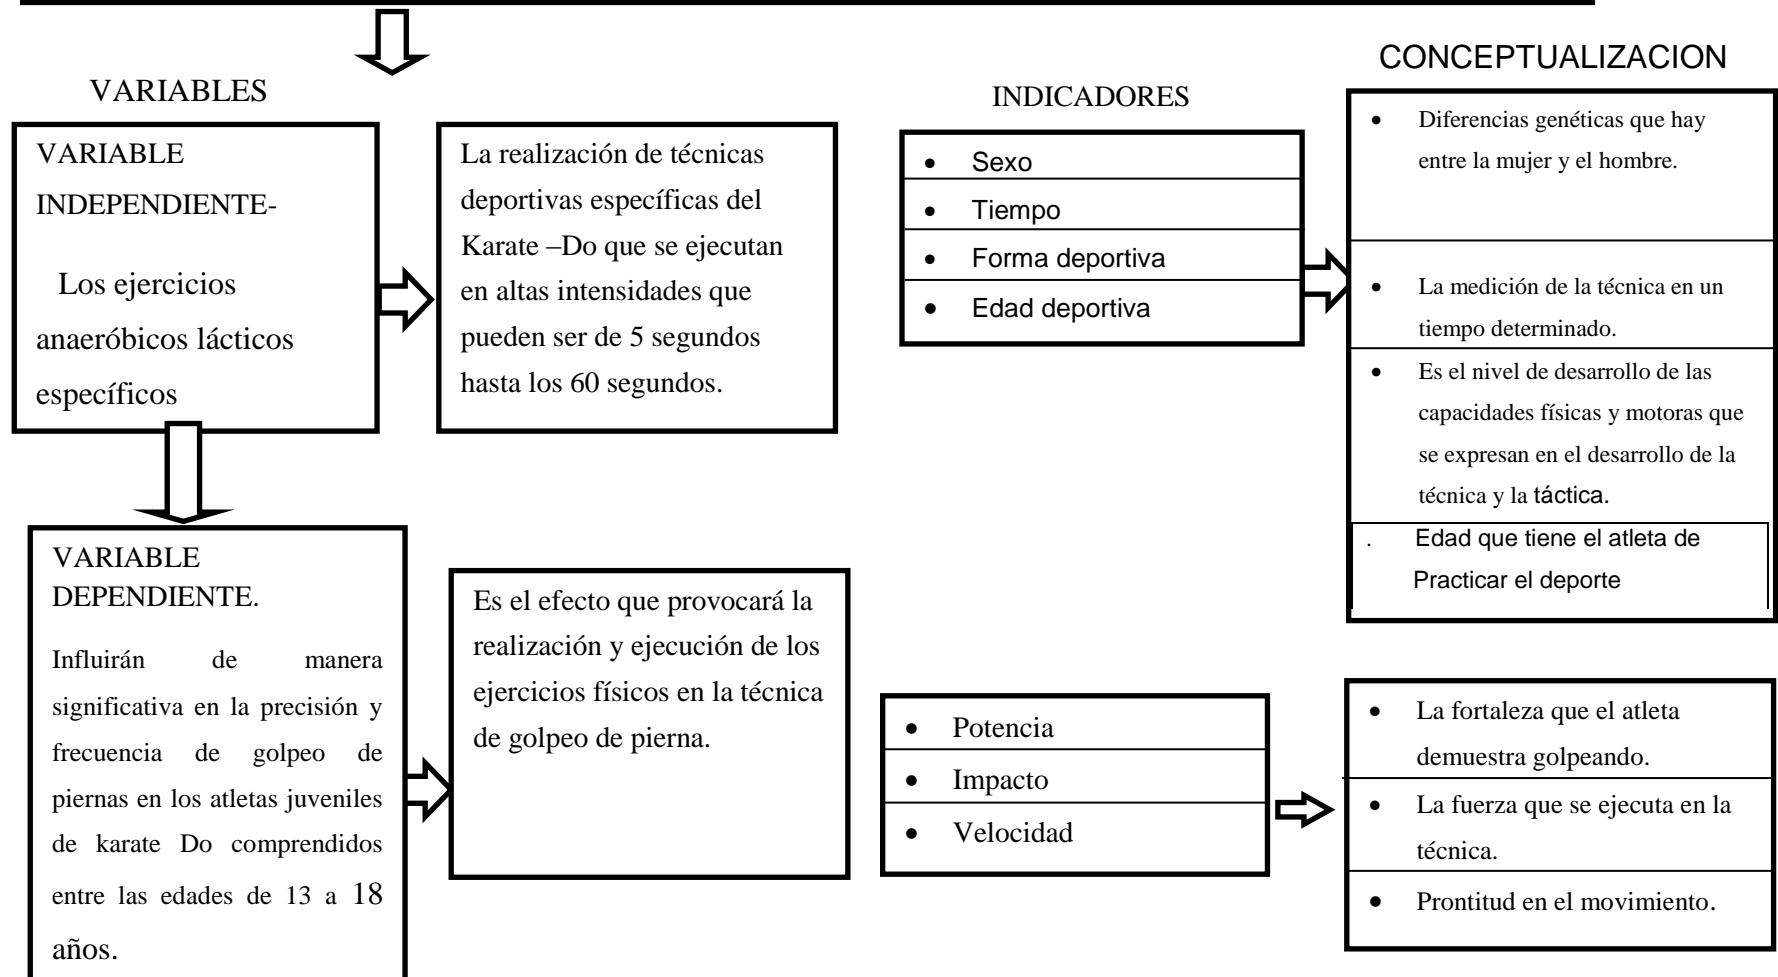 VARIABLES
VARIABLE
INDEPENDIENTE-
Los ejercicios
anaeróbicos lácticos
específicos
La realización de técnicas
deportivas específicas del
Karate –Do que se ejecutan
en altas intensidades que
pueden ser de 5 segundos
hasta los 60 segundos.
INDICADORES
• Sexo
• Tiempo
• Forma deportiva
• Edad deportiva
CONCEPTUALIZACION
• Diferencias genéticas que hay
entre la mujer y el hombre.
• La medición de la técnica en un
tiempo determinado.
• Es el nivel de desarrollo de las
capacidades físicas y motoras que
se expresan en el desarrollo de la
técnica y la táctica.
. Edad que tiene el atleta de
Practicar el deporte
VARIABLE
DEPENDIENTE.
Influirán de manera
significativa en la precisión y
frecuencia de golpeo de
piernas en los atletas juveniles
de karate Do comprendidos
entre las edades de 13 a 18
años.
Es el efecto que provocará la
realización y ejecución de los
ejercicios físicos en la técnica
de golpeo de pierna.
• Potencia
• Impacto
• Velocidad
• La fortaleza que el atleta
demuestra golpeando.
• La fuerza que se ejecuta en la
técnica.
• Prontitud en el movimiento.